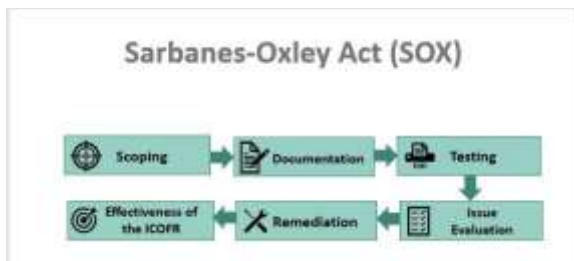 Sarbanes-Oxley Act (SOX)
Scoping
Documentation
Testing
Issue
Evaluation
Remediation
Effectiveness of
the ICOFR